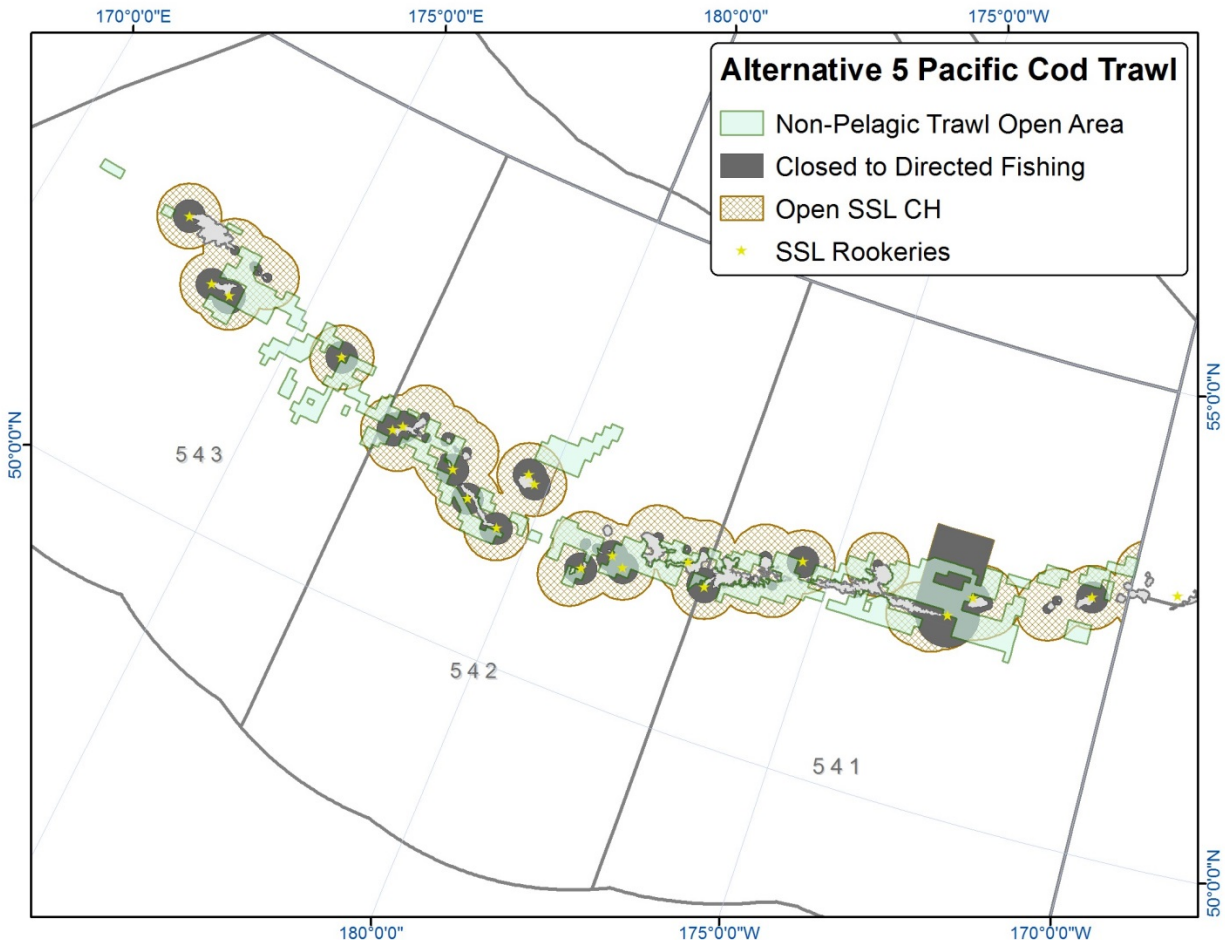 170°0'0"E 175°0'0"E 180°0'0" 175°0'0"W
Alternative 5 Pacific Cod Trawl
Non-Pelagic Trawl Open Area
Closed to Directed Fishing
Open SSL CH
SSL Rookeries
55°0'0"N
50°0'0"N
5 4 3
5 4 2
5 4 1
50°0'0"N
180°0'0" 175°0'0"W 170°0'0"W